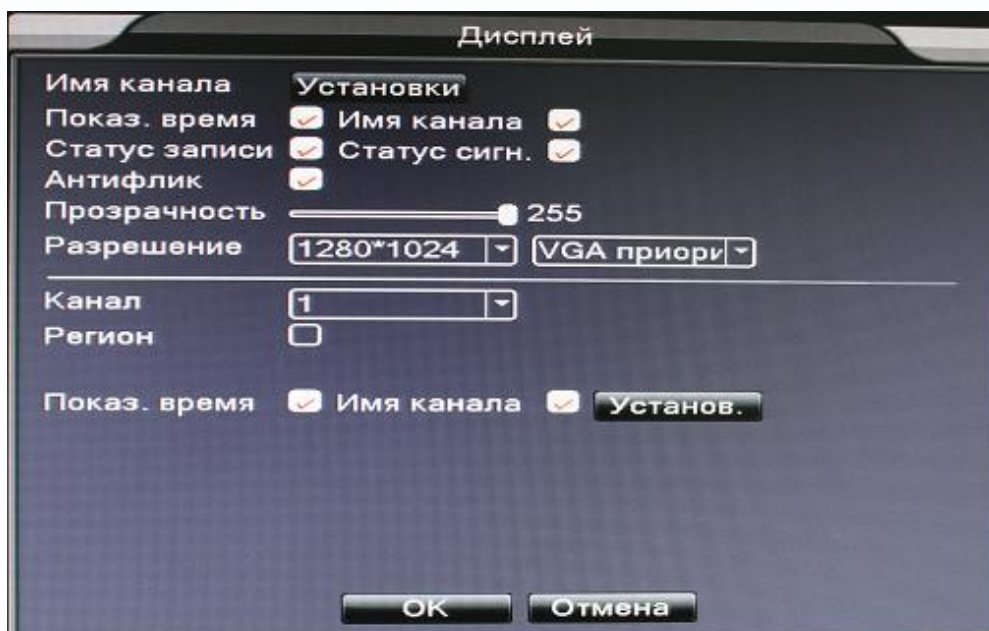 Дисплей
Имя канала Установки
Показ. время Имя канала
Статус записи Статус сигн.
Антифлик
Прозрачность 255
Разрешение 1280*1024 VGA приори
Канал 1
Регион
Показ. время Имя канала Установ.
OK Отмена